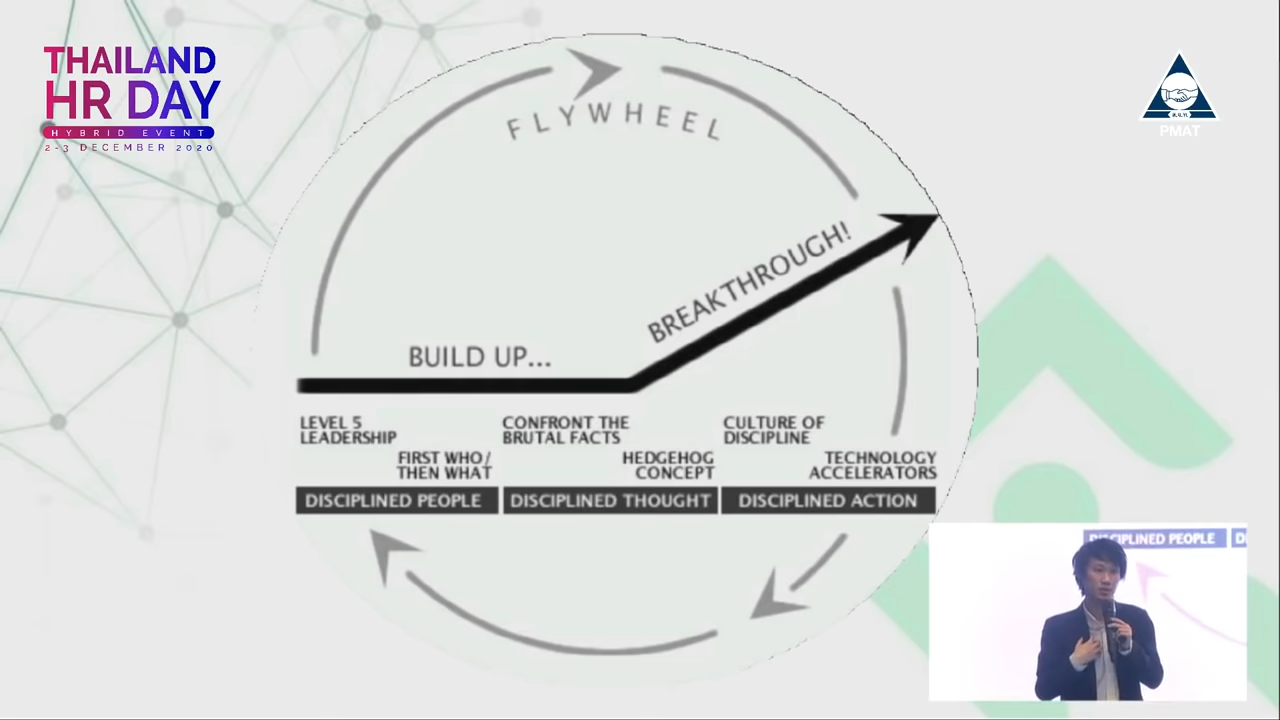 THAILAND
HR DAY
HYBRID EVENT
2-3 DECEMBER 2020
PMAT
FLYWHEEL
BREAKTHROUGH!
BUILD UP...
LEVEL 5
LEADERSHIP
FIRST WHO/
THEN WHAT
CONFRONT THE
BRUTAL FACTS
HEDGEHOG
CONCEPT
CULTURE OF
DISCIPLINE
TECHNOLOGY
ACCELERATORS
DISCIPLINED PEOPLE
DISCIPLINED THOUGHT
DISCIPLINED ACTION
DISCIPLINED PEOPLE
D